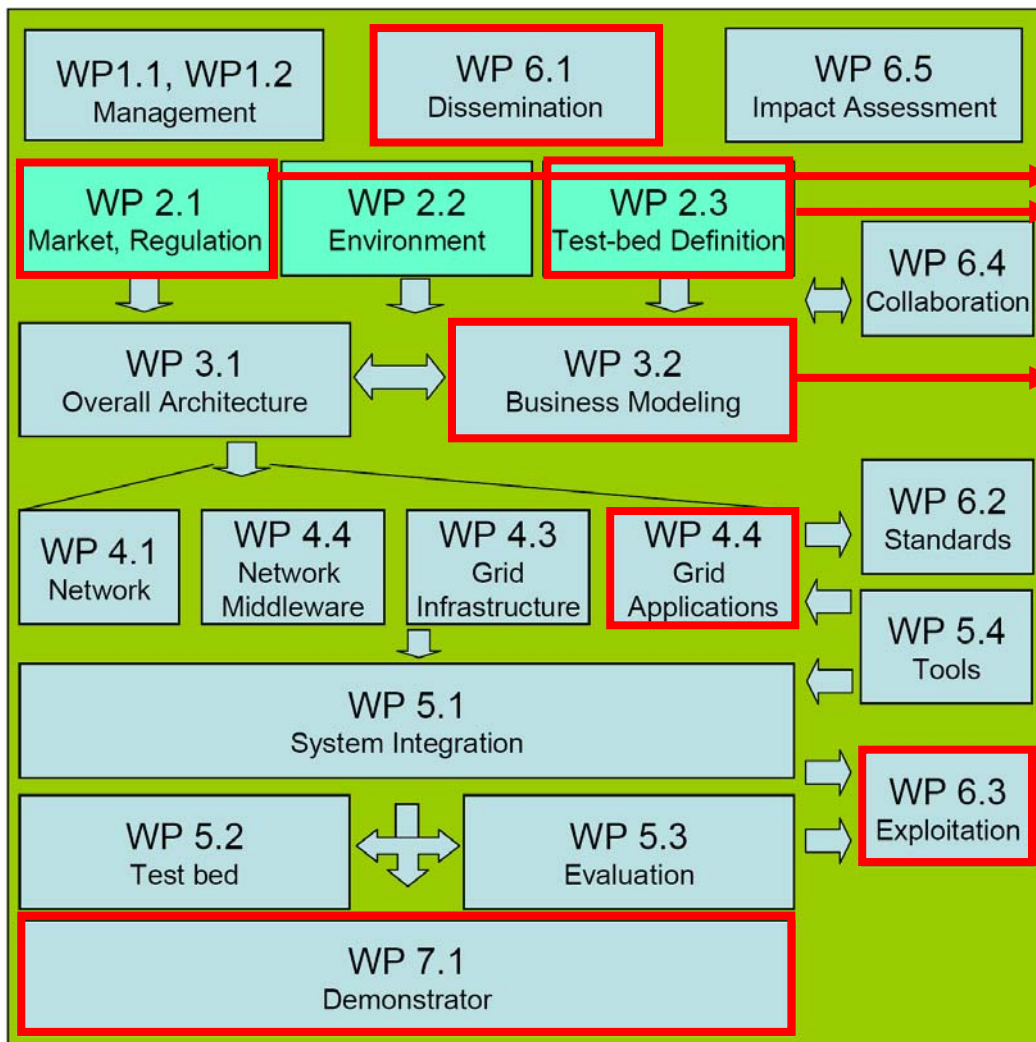 WP1.1, WP1.2
Management
WP 6.1
Dissemination
WP 6.5
Impact Assessment
WP 2.1
Market, Regulation
WP 2.2
Environment
WP 2.3
Test-bed Definition
WP 6.4
Collaboration
WP 3.1
Overall Architecture
WP 3.2
Business Modeling
WP 4.1
Network
WP 4.4
Network
Middleware
WP 4.3
Grid
Infrastructure
WP 4.4
Grid
Applications
WP 6.2
Standards
WP 5.4
Tools
WP 5.1
System Integration
WP 6.3
Exploitation
WP 5.2
Test bed
WP 5.3
Evaluation
WP 7.1
Demonstrator